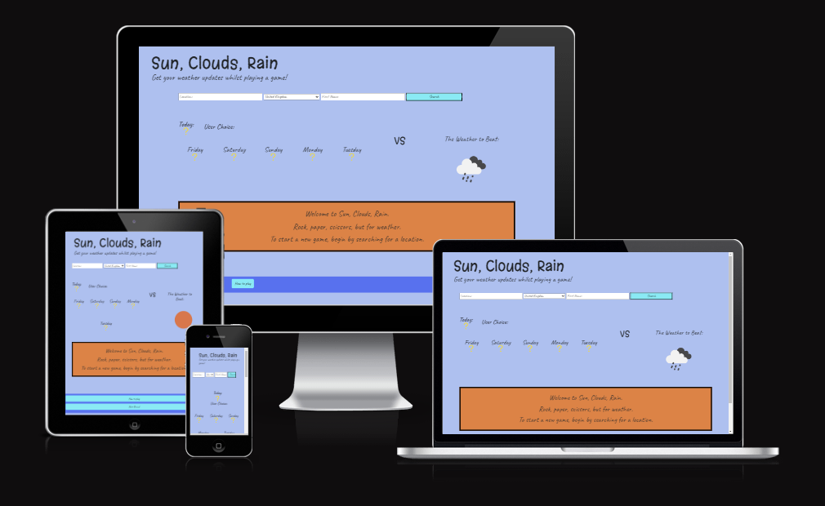 Sun, Clouds, Rain
Get your weather updates whilst playing a game!
United Kingdom
Search
Today:
User Choice:
Friday Saturday Sunday Monday Tuesday
VS
The Weather to Beat:
Welcome to Sun, Clouds, Rain.
Rock, paper, scissors, but for weather.
To start a new game, begin by searching for a location.
Sun, Clouds, Rain
Get your weather updates whilst playing a game!
Today:
User Choice:
Friday Saturday Sunday Monday
Tuesday
VS
The Weather to
Beat:
Welcome to Sun, Clouds, Rain.
Rock, paper, scissors, but for weather.
To start a new game, begin by searching for a location.
Sun, Clouds, Rain
Today:
User Choice:
Friday Saturday Sunday
Sun, Clouds, Rain
Get your weather updates whilst playing a game!
United Kingdom
Search
Today:
User Choice:
Friday Saturday Sunday Monday Tuesday
VS
The Weather to Beat:
Welcome to Sun, Clouds, Rain.
Rock, paper, scissors, but for weather.
To start a new game, begin by searching for a location.